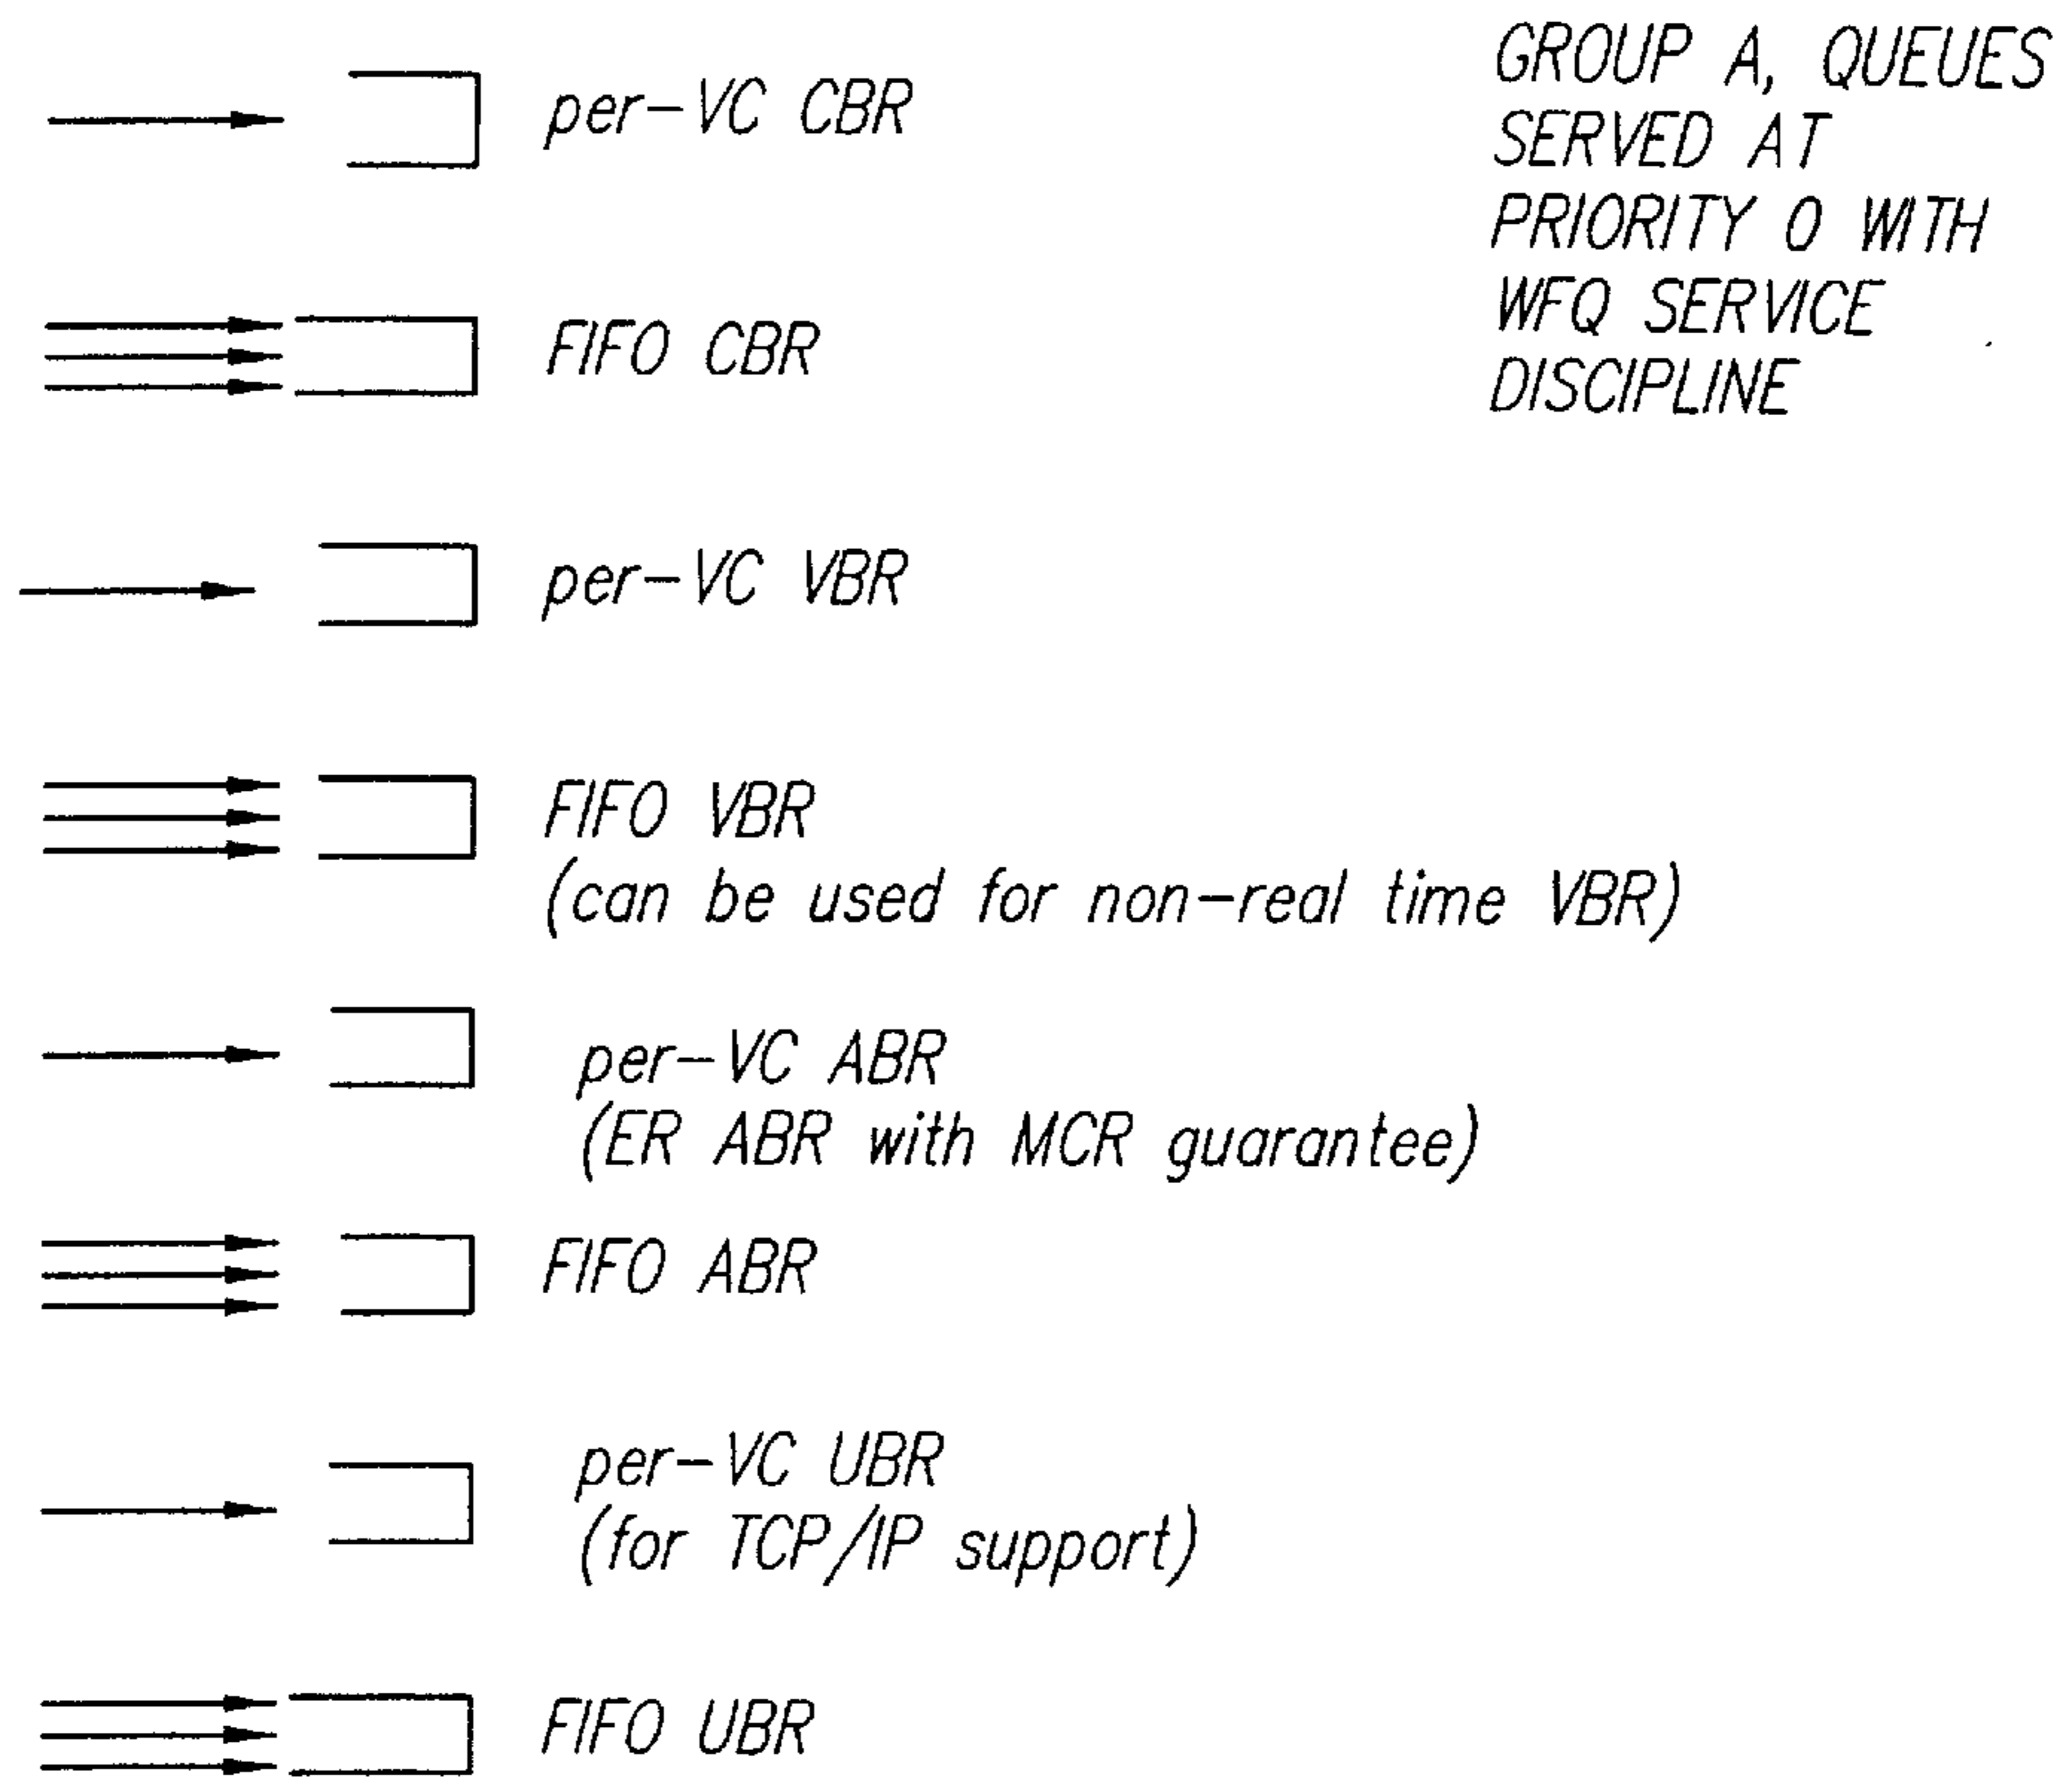 per-VC CBR
GROUP A, QUEUES
SERVED AT
PRIORITY 0 WITH
WFQ SERVICE
DISCIPLINE
FIFO CBR
per-VC VBR
FIFO VBR
(can be used for non-real time VBR)
per-VC ABR
(ER ABR with MCR guarantee)
FIFO ABR
per-VC UBR
(for TCP/IP support)
FIFO UBR